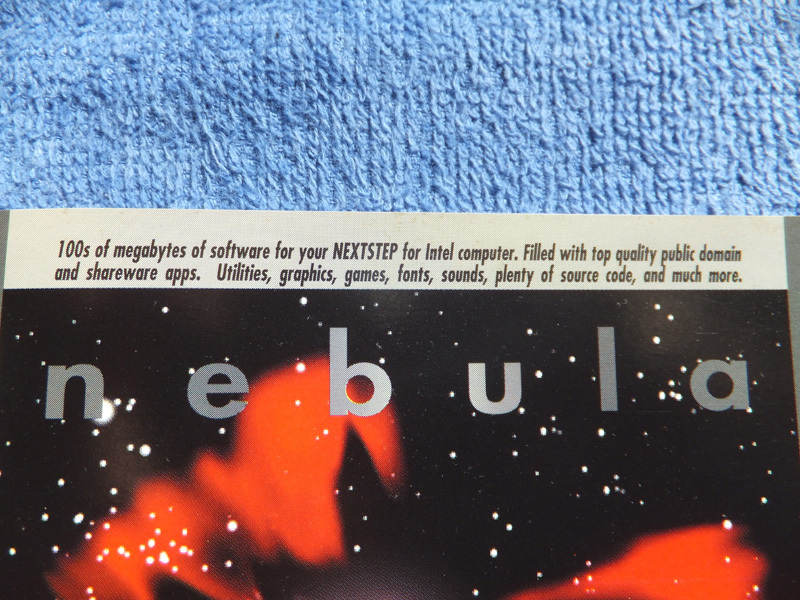 100s of megabytes of software for your NEXTSTEP for Intel computer. Filled with top quality public domain
and shareware apps. Utilities, graphics, games, fonts, sounds, plenty of source code, and much more.
nebula